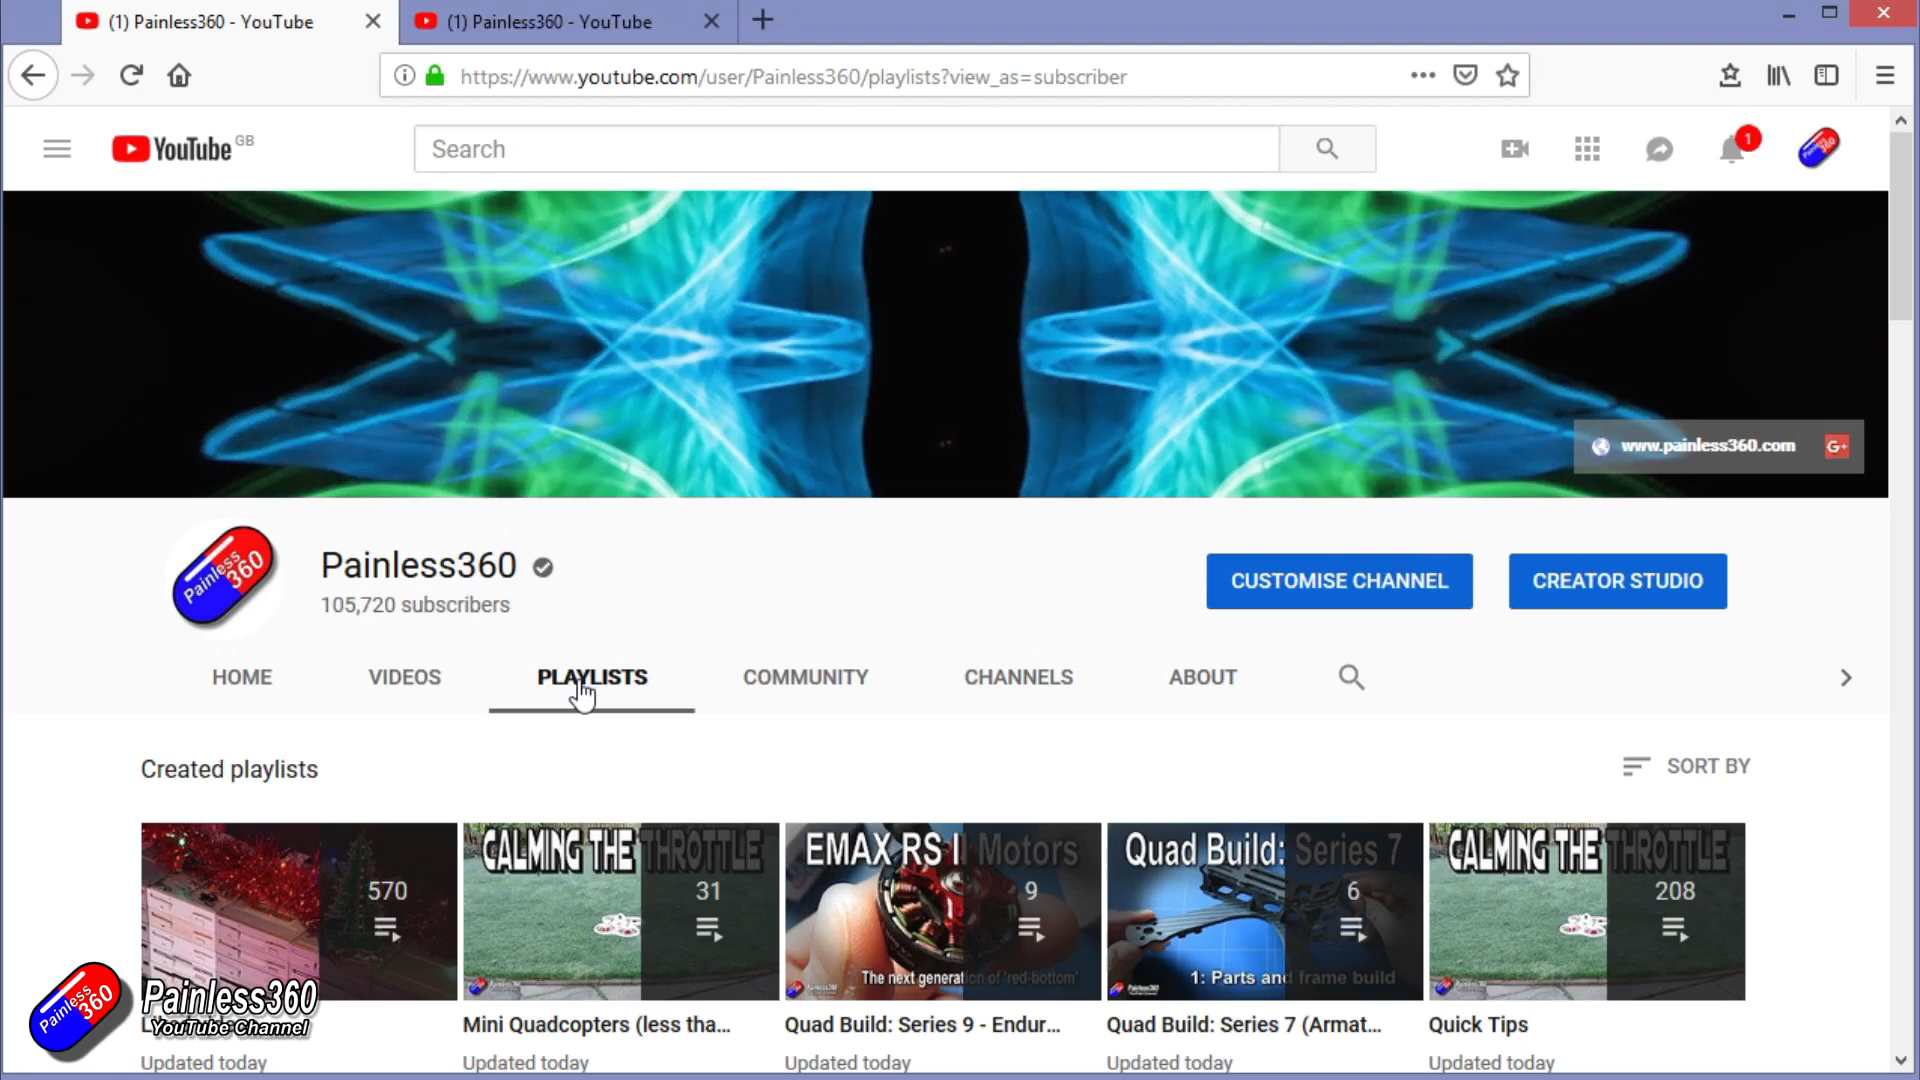 (1) Painless360 - YouTube
(1) Painless360 - YouTube
https://www.youtube.com/user/Painless360/playlists?view_as=subscriber
YouTube GB
Search
1
www.painless360.com
G+
Painless 360
Painless360
105,720 subscribers
CUSTOMISE CHANNEL
CREATOR STUDIO
HOME
VIDEOS
PLAYLISTS
COMMUNITY
CHANNELS
ABOUT
Created playlists
SORT BY
570
CALMING THE THROTTLE
31
EMAX RS II Motors
9
The next generation of 'red-bottom'
Quad Build: Series 7
6
1: Parts and frame build
CALMING THE THROTTLE
208
Painless 360
Painless360
YouTube Channel
Mini Quadcopters (less tha...
Quad Build: Series 9 - Endur...
Quad Build: Series 7 (Armat...
Quick Tips
Updated today
Updated today
Updated today
Updated today
Updated today